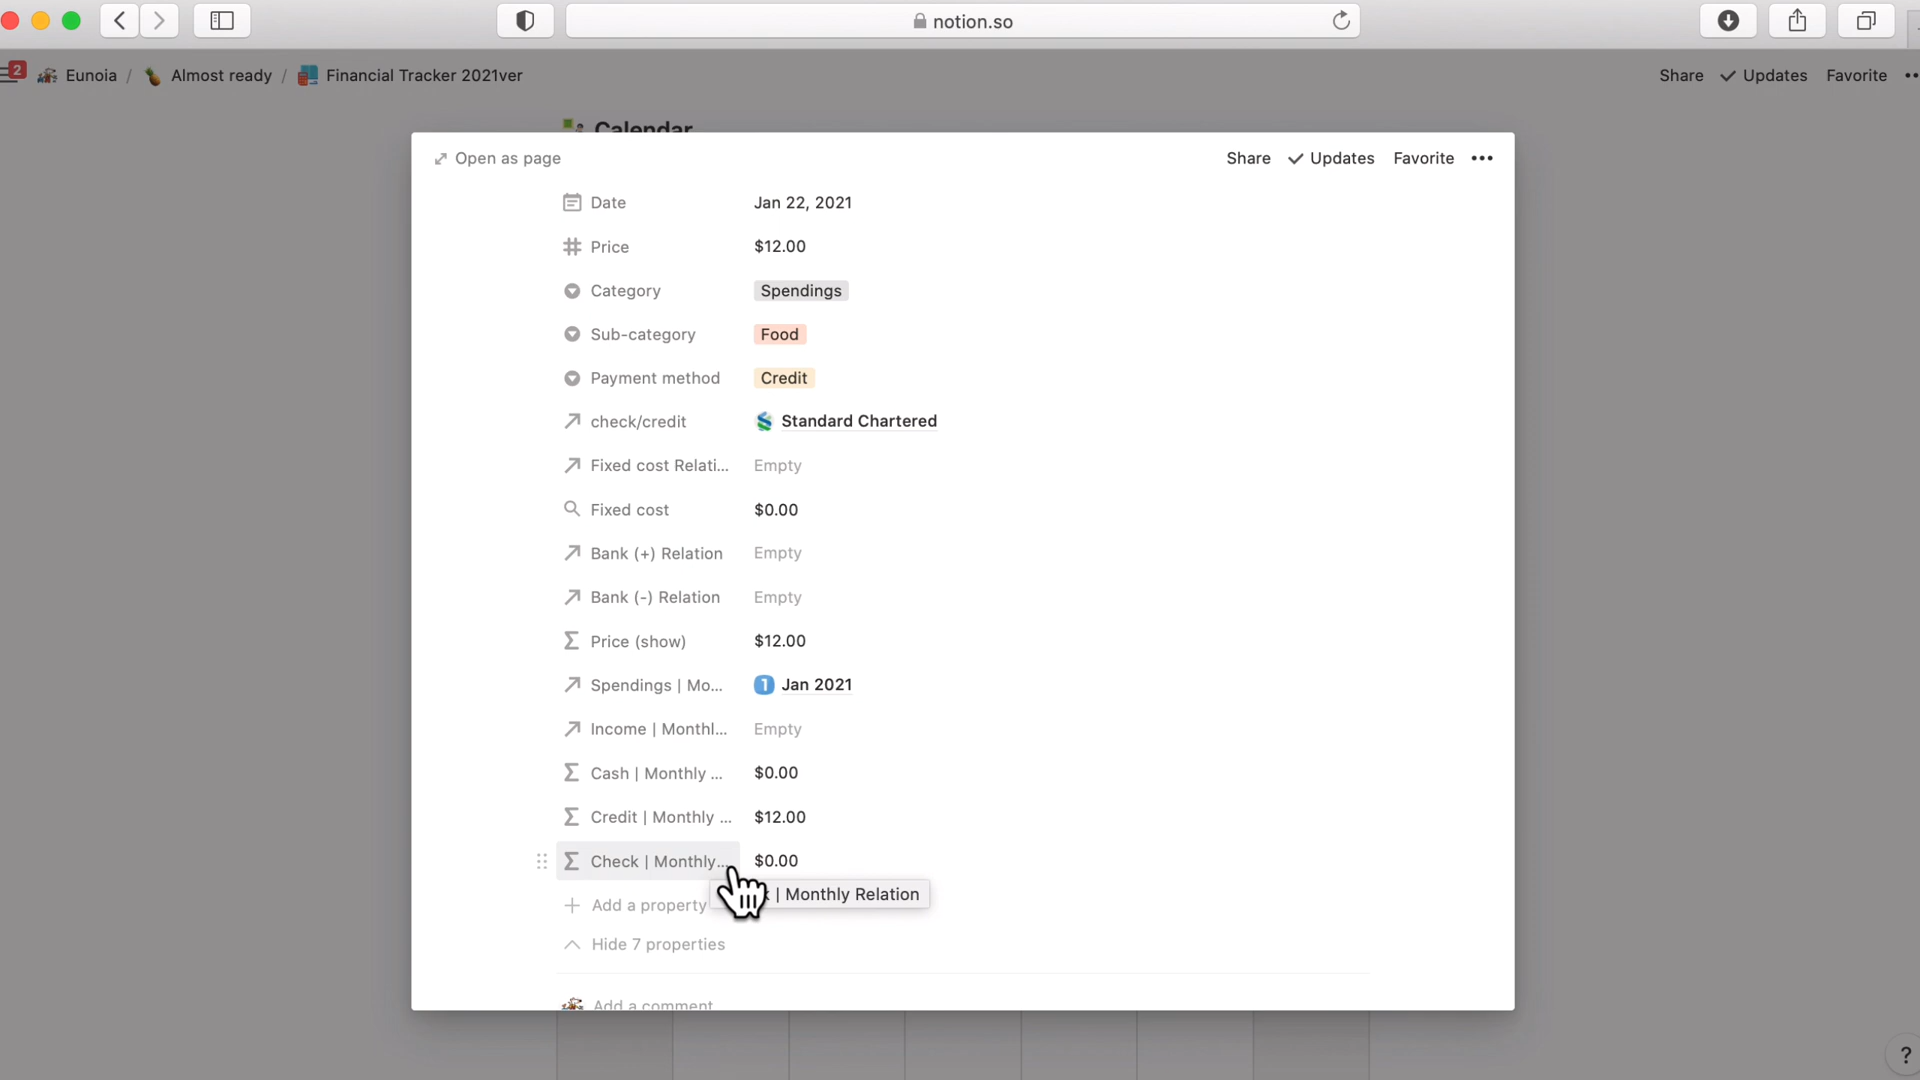 notion.so
2 Eunoia / Almost ready / Financial Tracker 2021ver Share Updates Favorite
Calendar
Open as page Share Updates Favorite
Date Jan 22, 2021
Price $12.00
Category Spendings
Sub-category Food
Payment method Credit
check/credit Standard Chartered
Fixed cost Relati... Empty
Fixed cost $0.00
Bank (+) Relation Empty
Bank (-) Relation Empty
Price (show) $12.00
Spendings | Mo... 1 Jan 2021
Income | Monthl... Empty
Cash | Monthly ... $0.00
Credit | Monthly ... $12.00
Check | Monthly... $0.00
| Monthly Relation
Add a property
Hide 7 properties
Add a comment
?